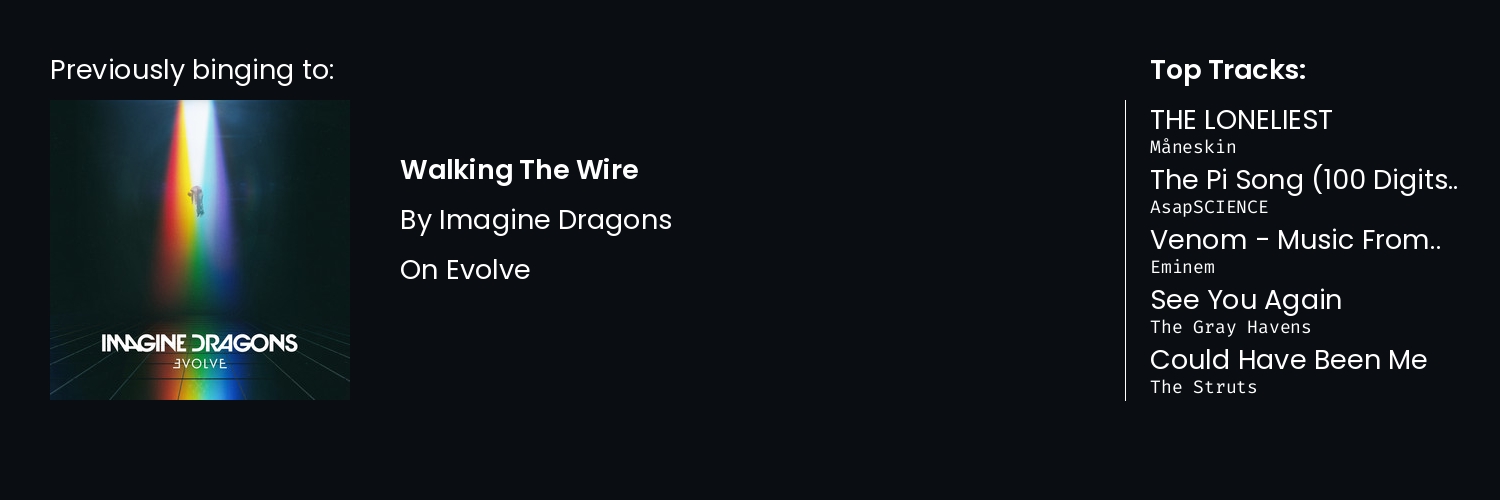 Previously binging to:
IMAGINE DRAGONS
EVOLVE
Walking The Wire
By Imagine Dragons
On Evolve
Top Tracks:
THE LONELIEST
Måneskin
The Pi Song (100 Digits..
AsapSCIENCE
Venom - Music From..
Eminem
See You Again
The Gray Havens
Could Have Been Me
The Struts